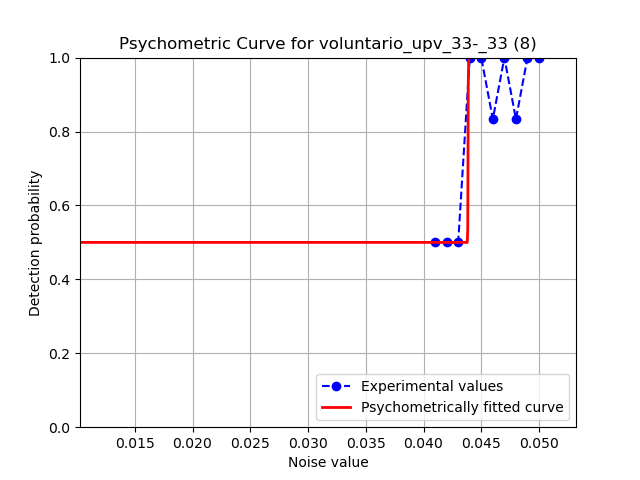 Psychometric Curve for voluntario_upv_33-_33 (8)
1.0
0.8
0.6
0.4
0.2
0.0
Detection probability
Experimental values
Psychometrically fitted curve
0.015 0.020 0.025 0.030 0.035 0.040 0.045 0.050
Noise value